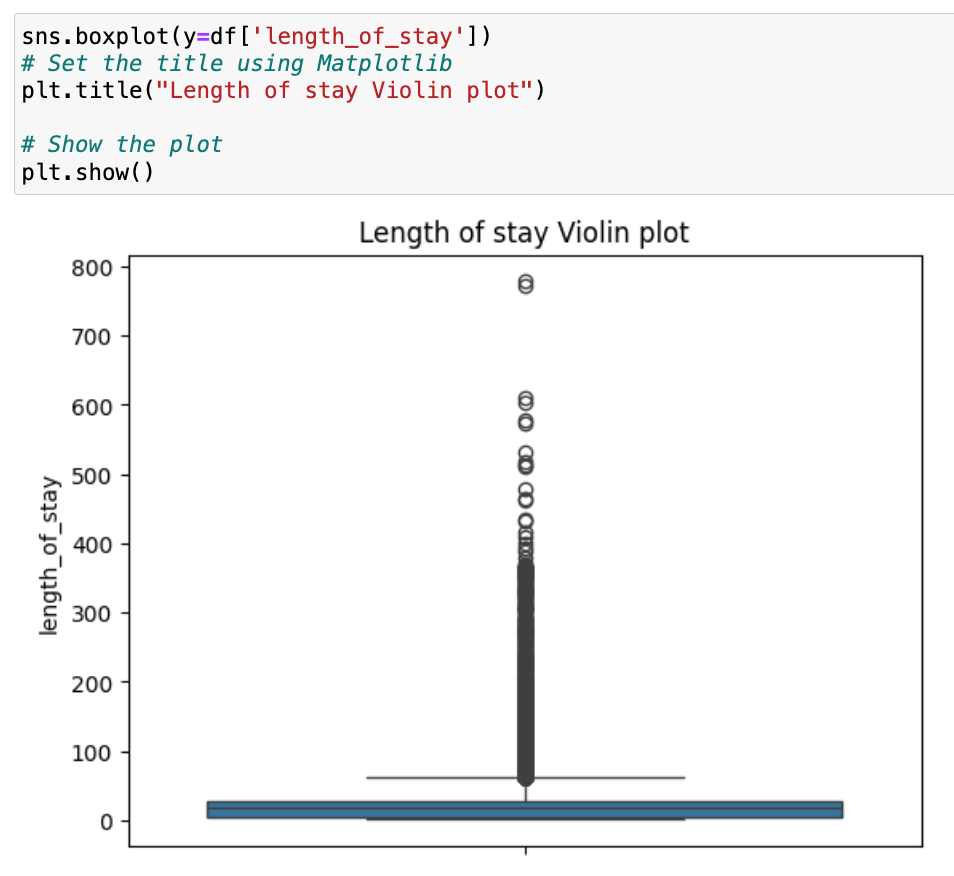 sns.boxplot(y=df['length_of_stay'])
# Set the title using Matplotlib
plt.title("Length of stay Violin plot")
# Show the plot
plt.show()
Length of stay Violin plot
800
700
600
500
400
300
200
100
0
length_of_stay